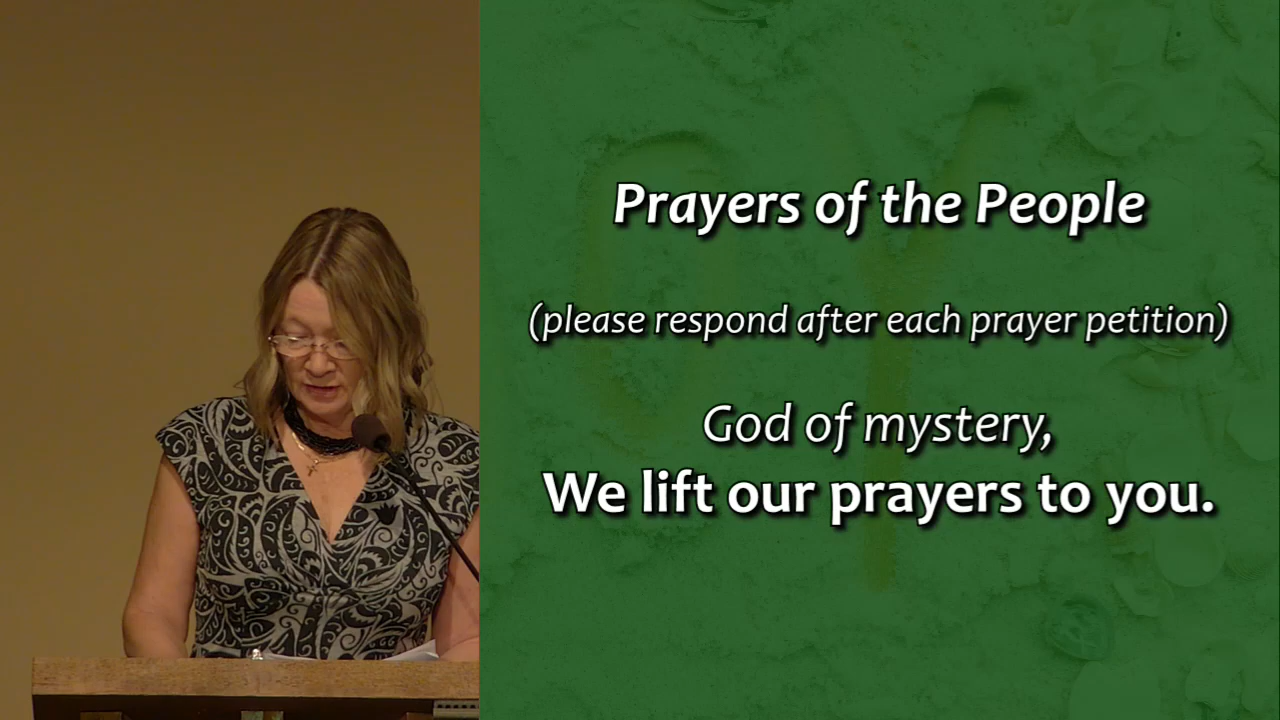 Prayers of the People
(please respond after each prayer petition)
God of mystery,
We lift our prayers to you.